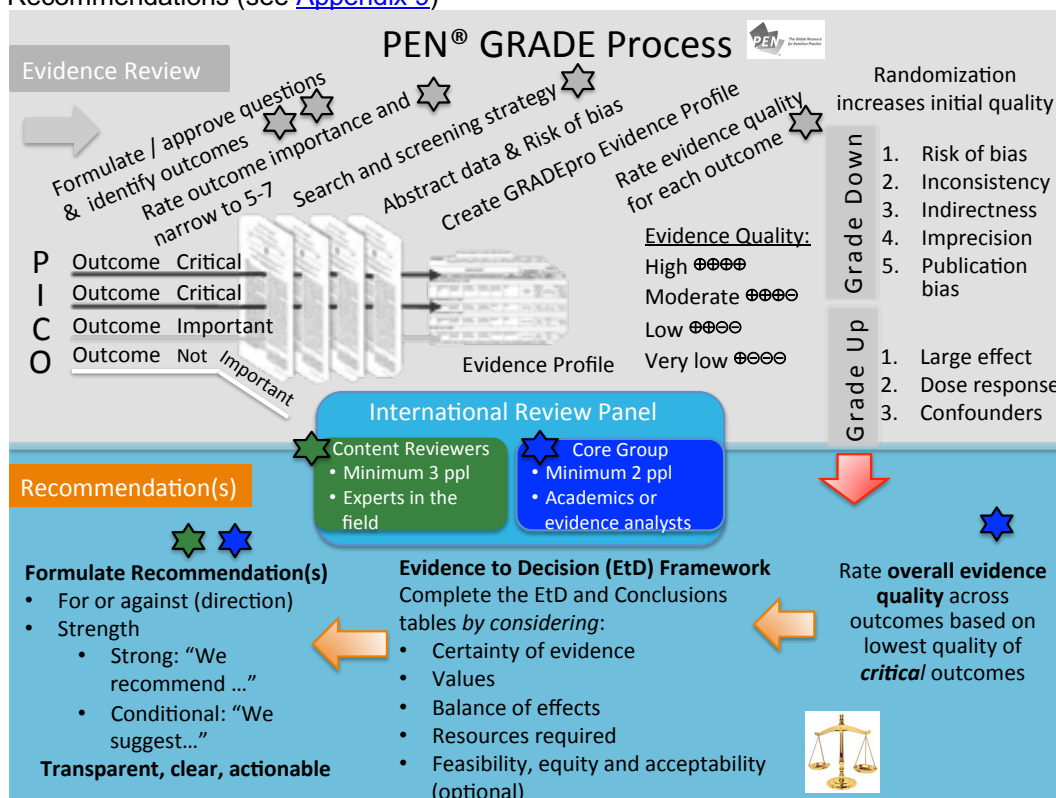 Recommendations (see Appendix 9)
PEN® GRADE Process
PEN
The Global Resource
for Nutrition Practice
Evidence Review
Formulate / approve questions
& identify outcomes
Rate outcome importance and
narrow to 5-7
Search and screening strategy
Abstract data & Risk of bias
Create GRADEpro Evidence Profile
Rate evidence quality
for each outcome
Randomization
increases initial quality
Grade Down
1. Risk of bias
2. Inconsistency
3. Indirectness
4. Imprecision
5. Publication
bias
Grade Up
1. Large effect
2. Dose response
3. Confounders
P
I
C
O
Outcome Critical
Outcome Critical
Outcome Important
Outcome Not Important
Evidence Profile
Evidence Quality:
High ⊕⊕⊕⊕
Moderate ⊕⊕⊕⊖
Low ⊕⊕⊖⊖
Very low ⊕⊖⊖⊖
International Review Panel
Content Reviewers
• Minimum 3 ppl
• Experts in the
field
Core Group
• Minimum 2 ppl
• Academics or
evidence analysts
Recommendation(s)
Formulate Recommendation(s)
• For or against (direction)
• Strength
• Strong: “We
recommend …”
• Conditional: “We
suggest…”
Transparent, clear, actionable
Evidence to Decision (EtD) Framework
Complete the EtD and Conclusions
tables by considering:
• Certainty of evidence
• Values
• Balance of effects
• Resources required
• Feasibility, equity and acceptability
(optional)
Rate overall evidence
quality across
outcomes based on
lowest quality of
critical outcomes